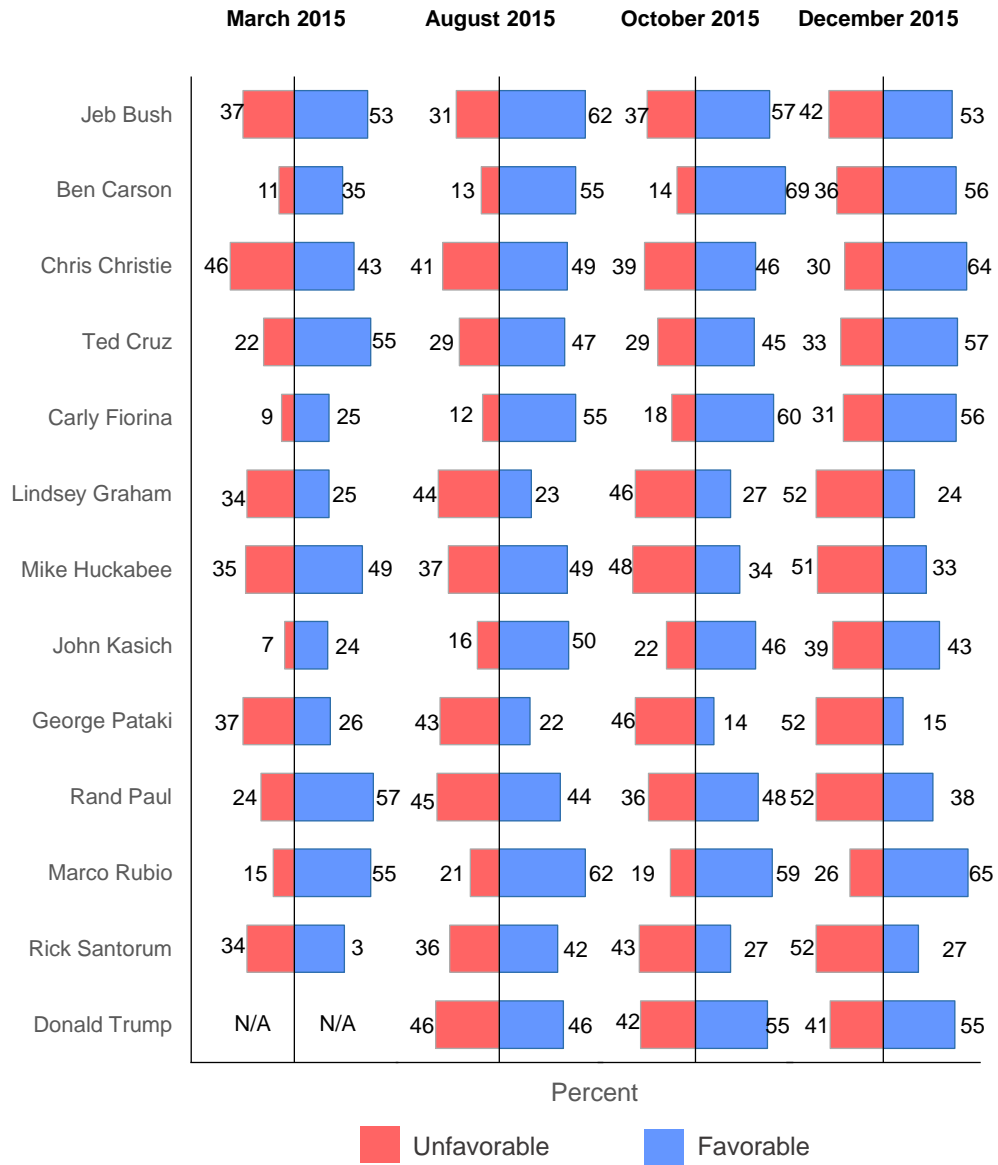 March 2015 August 2015 October 2015 December 2015
Jeb Bush 37 53 31 62 37 57 42 53
Ben Carson 11 35 13 55 14 69 36 56
Chris Christie 46 43 41 49 39 46 30 64
Ted Cruz 22 55 29 47 29 45 33 57
Carly Fiorina 9 25 12 55 18 60 31 56
Lindsey Graham 34 25 44 23 46 27 52 24
Mike Huckabee 35 49 37 49 48 34 51 33
John Kasich 7 24 16 50 22 46 39 43
George Pataki 37 26 43 22 46 14 52 15
Rand Paul 24 57 45 44 36 48 52 38
Marco Rubio 15 55 21 62 19 59 26 65
Rick Santorum 34 3 36 42 43 27 52 27
Donald Trump N/A N/A 46 46 42 55 41 55
Percent
Unfavorable Favorable